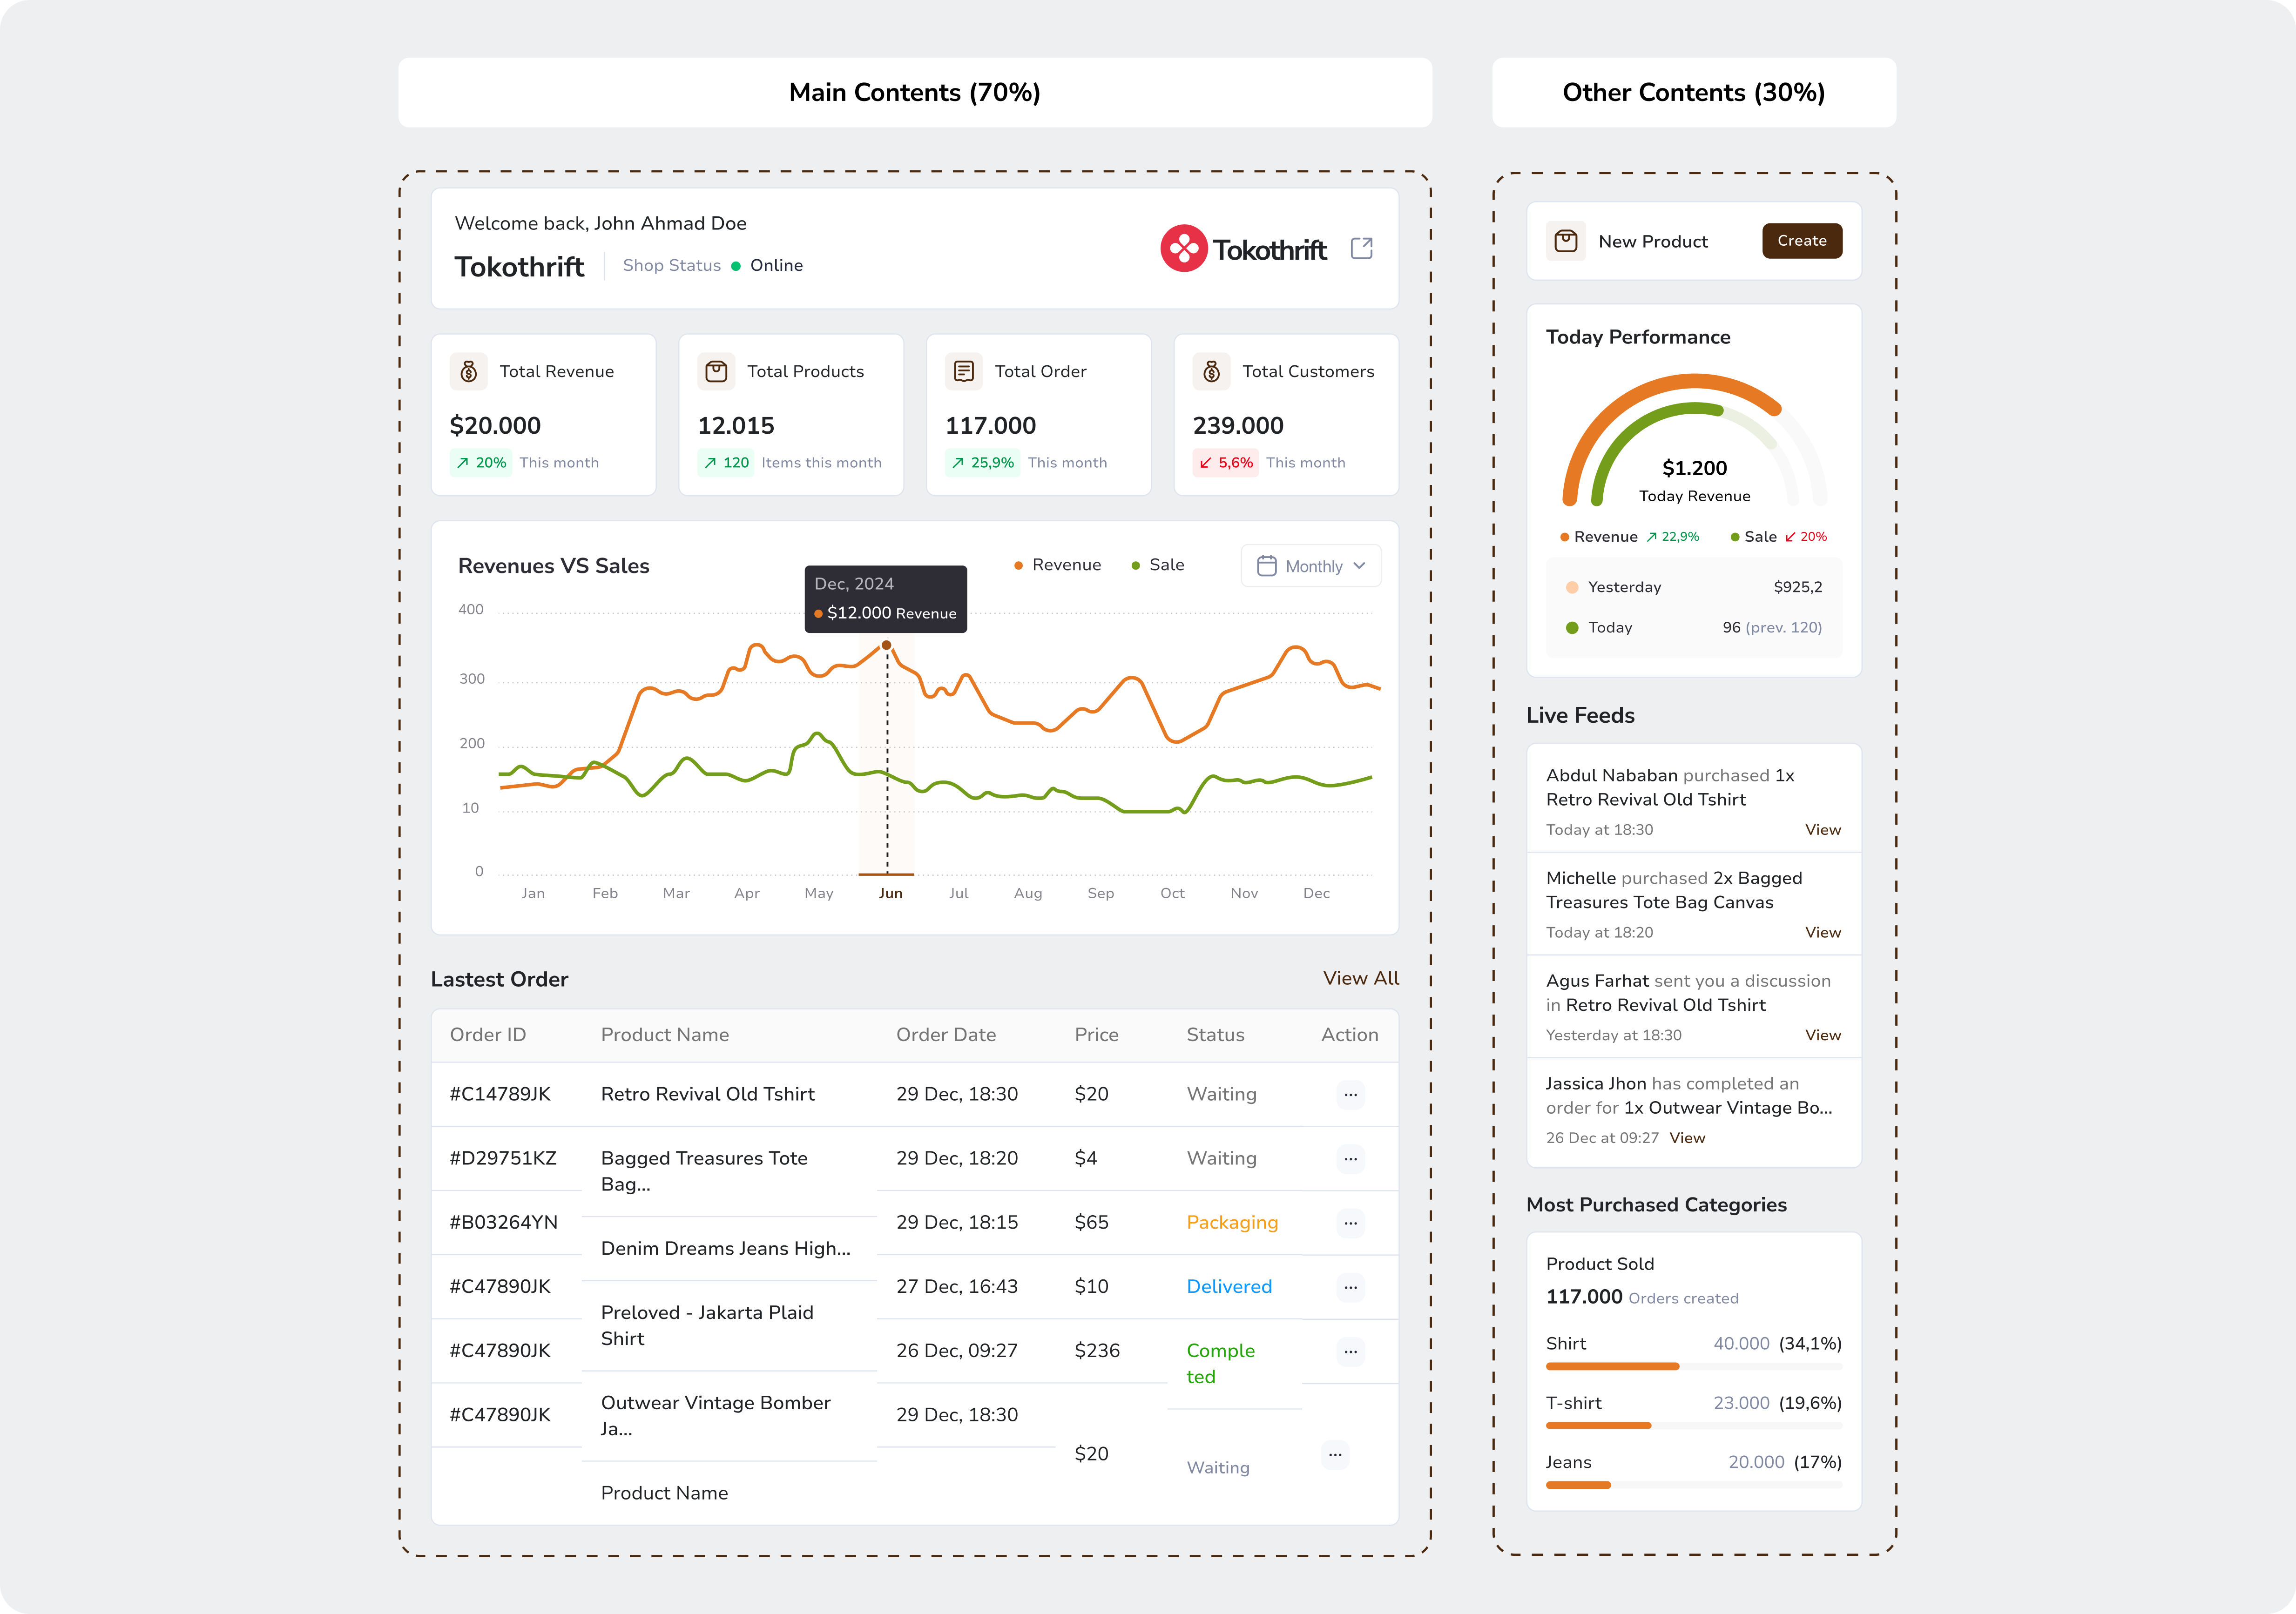 Main Contents (70%)
Other Contents (30%)
Welcome back, John Ahmad Doe
Tokothrift
Shop Status
Online
Tokothrift
Total Revenue
$20.000
20%
This month
Total Products
12.015
120
Items this month
Total Order
117.000
25,9%
This month
Total Customers
239.000
5,6%
This month
Revenues VS Sales
Revenue
Sale
Monthly
Dec, 2024
$12.000 Revenue
400
300
200
10
0
Jan
Feb
Mar
Apr
May
Jun
Jul
Aug
Sep
Oct
Nov
Dec
Lastest Order
View All
Order ID
Product Name
Order Date
Price
Status
Action
#C14789JK
Retro Revival Old Tshirt
29 Dec, 18:30
$20
Waiting
#D29751KZ
Bagged Treasures Tote
Bag...
29 Dec, 18:20
$4
Waiting
#B03264YN
Denim Dreams Jeans High...
29 Dec, 18:15
$65
Packaging
#C47890JK
Preloved - Jakarta Plaid
Shirt
27 Dec, 16:43
$10
Delivered
#C47890JK
Outwear Vintage Bomber
Ja...
26 Dec, 09:27
$236
Comple
ted
#C47890JK
Product Name
29 Dec, 18:30
$20
Waiting
New Product
Create
Today Performance
$1.200
Today Revenue
Revenue
22,9%
Sale
20%
Yesterday
$925,2
Today
96 (prev. 120)
Live Feeds
Abdul Nababan purchased 1x
Retro Revival Old Tshirt
Today at 18:30
View
Michelle purchased 2x Bagged
Treasures Tote Bag Canvas
Today at 18:20
View
Agus Farhat sent you a discussion
in Retro Revival Old Tshirt
Yesterday at 18:30
View
Jassica Jhon has completed an
order for 1x Outwear Vintage Bo...
26 Dec at 09:27
View
Most Purchased Categories
Product Sold
117.000 Orders created
Shirt
40.000 (34,1%)
T-shirt
23.000 (19,6%)
Jeans
20.000 (17%)